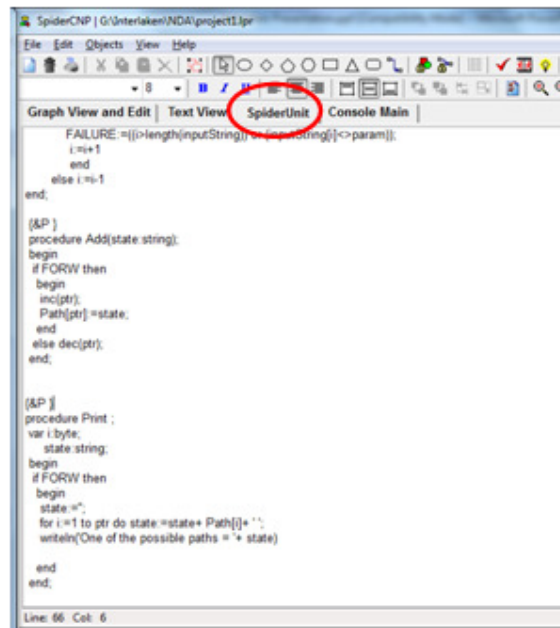 SpiderCNP | G:\Interlaken\NDA\project1.lpr
File Edit Objects View Help
8 B I U
Graph View and Edit Text View SpiderUnit Console Main
FAILURE:=((i>length(inputString)) or (inputString[i]<>param));
i:=i+1
end
else i:=i-1
end;
{&P }
procedure Add(state:string);
begin
if FORW then
begin
inc(ptr);
Path[ptr]:=state;
end
else dec(ptr);
end;
{&P }
procedure Print ;
var i:byte;
state:string;
begin
if FORW then
begin
state:='';
for i:=1 to ptr do state:=state+ Path[i]+ ' ';
writeln('One of the possible paths = '+ state)
end
end;
Line: 66 Col: 6